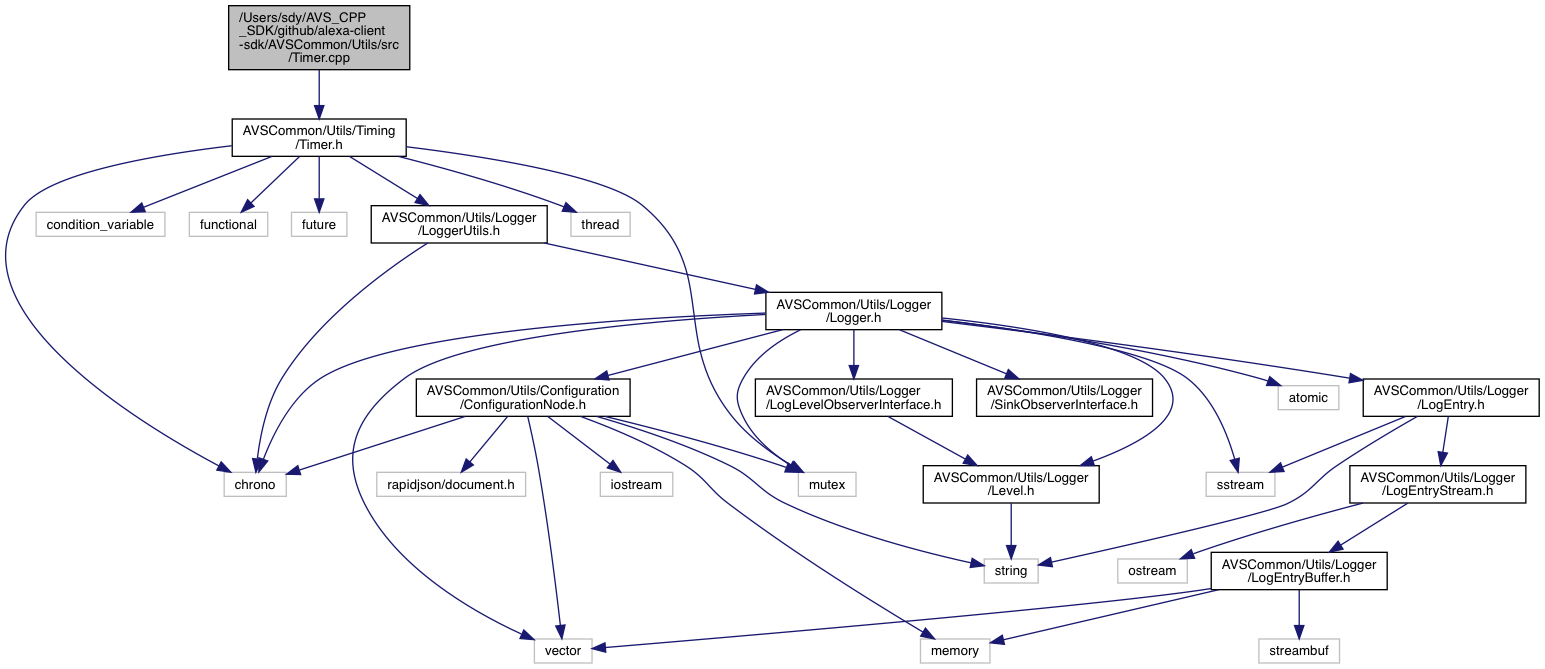 /Users/sdy/AVS_CPP
_SDK/github/alexa-client
-sdk/AVSCommon/Utils/src
/Timer.cpp
AVSCommon/Utils/Timing
/Timer.h
condition_variable
functional
future
AVSCommon/Utils/Logger
/LoggerUtils.h
thread
AVSCommon/Utils/Logger
/Logger.h
AVSCommon/Utils/Configuration
/ConfigurationNode.h
AVSCommon/Utils/Logger
/LogLevelObserverInterface.h
AVSCommon/Utils/Logger
/SinkObserverInterface.h
atomic
AVSCommon/Utils/Logger
/LogEntry.h
chrono
rapidjson/document.h
iostream
mutex
AVSCommon/Utils/Logger
/Level.h
sstream
AVSCommon/Utils/Logger
/LogEntryStream.h
string
ostream
AVSCommon/Utils/Logger
/LogEntryBuffer.h
vector
memory
streambuf